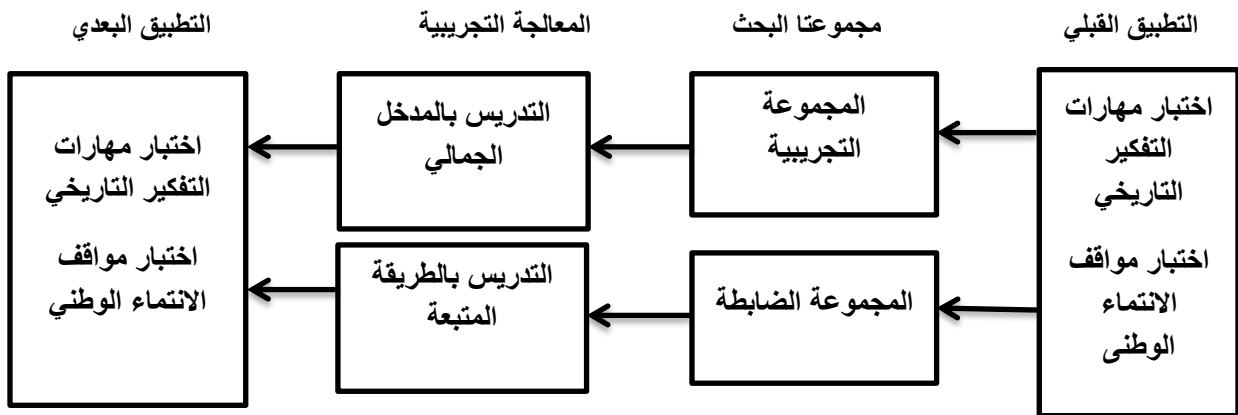 التطبيق القبلي
مجموعتا البحث
المعالجة التجريبية
التطبيق البعدي
اختبار مهارات
التفكير
التاريخي
اختبار مواقف
الانتماء
الوطنى
المجموعة
التجريبية
المجموعة الضابطة
التدريس بالمدخل
الجمالي
التدريس بالطريقة
المتبعة
اختبار مهارات
التفكير التاريخي
اختبار مواقف
الانتماء الوطني